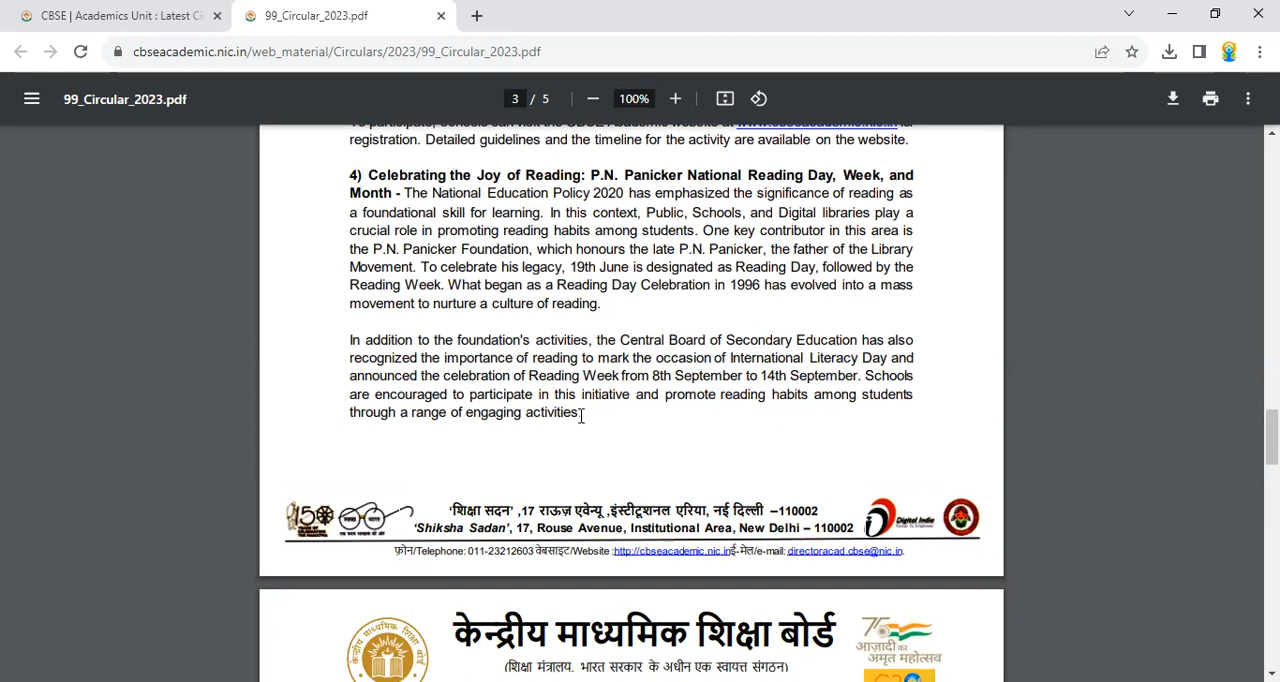 CBSE | Academics Unit : Latest Ci
99_Circular_2023.pdf
cbseacademic.nic.in/web_material/Circulars/2023/99_Circular_2023.pdf
99_Circular_2023.pdf
3 / 5
100%
registration. Detailed guidelines and the timeline for the activity are available on the website.
4) Celebrating the Joy of Reading: P.N. Panicker National Reading Day, Week, and
Month - The National Education Policy 2020 has emphasized the significance of reading as
a foundational skill for learning. In this context, Public, Schools, and Digital libraries play a
crucial role in promoting reading habits among students. One key contributor in this area is
the P.N. Panicker Foundation, which honours the late P.N. Panicker, the father of the Library
Movement. To celebrate his legacy, 19th June is designated as Reading Day, followed by the
Reading Week. What began as a Reading Day Celebration in 1996 has evolved into a mass
movement to nurture a culture of reading.
In addition to the foundation's activities, the Central Board of Secondary Education has also
recognized the importance of reading to mark the occasion of International Literacy Day and
announced the celebration of Reading Week from 8th September to 14th September. Schools
are encouraged to participate in this initiative and promote reading habits among students
through a range of engaging activities
'शिक्षा सदन' ,17 राऊज़ एवेन्यू ,इंस्टीटूशनल एरिया, नई दिल्ली –110002
'Shiksha Sadan', 17, Rouse Avenue, Institutional Area, New Delhi – 110002
Digital India
Power To Empower
फ़ोन/Telephone: 011-23212603 वेबसाइट/Website :http://cbseacademic.nic.inई-मेल/e-mail: directoracad.cbse@nic.in.
केन्द्रीय माध्यमिक शिक्षा बोर्ड
(शिक्षा मंत्रालय, भारत सरकार के अधीन एक स्वायत्त संगठन)
आज़ादी का
अमृत महोत्सव